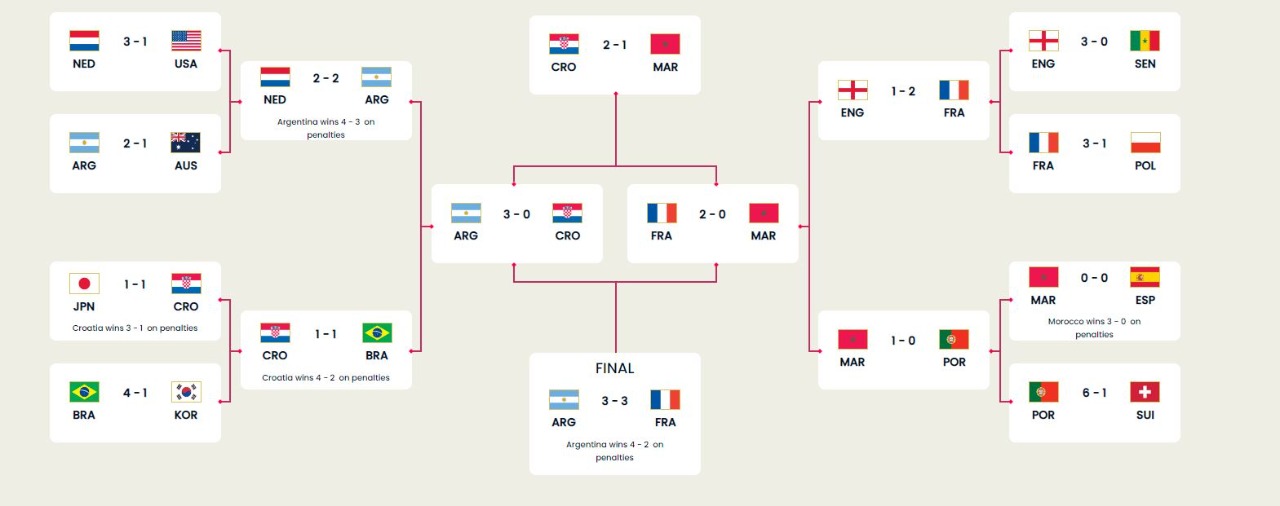 3 - 1
NED USA
2 - 1
ARG AUS
2 - 2
NED ARG
Argentina wins 4 - 3 on
penalties
1 - 1
JPN CRO
Croatia wins 3 - 1 on penalties
4 - 1
BRA KOR
1 - 1
CRO BRA
Croatia wins 4 - 2 on penalties
2 - 1
CRO MAR
3 - 0
ARG CRO
2 - 0
FRA MAR
FINAL
3 - 3
ARG FRA
Argentina wins 4 - 2 on
penalties
1 - 2
ENG FRA
1 - 0
MAR POR
3 - 0
ENG SEN
3 - 1
FRA POL
0 - 0
MAR ESP
Morocco wins 3 - 0 on
penalties
6 - 1
POR SUI